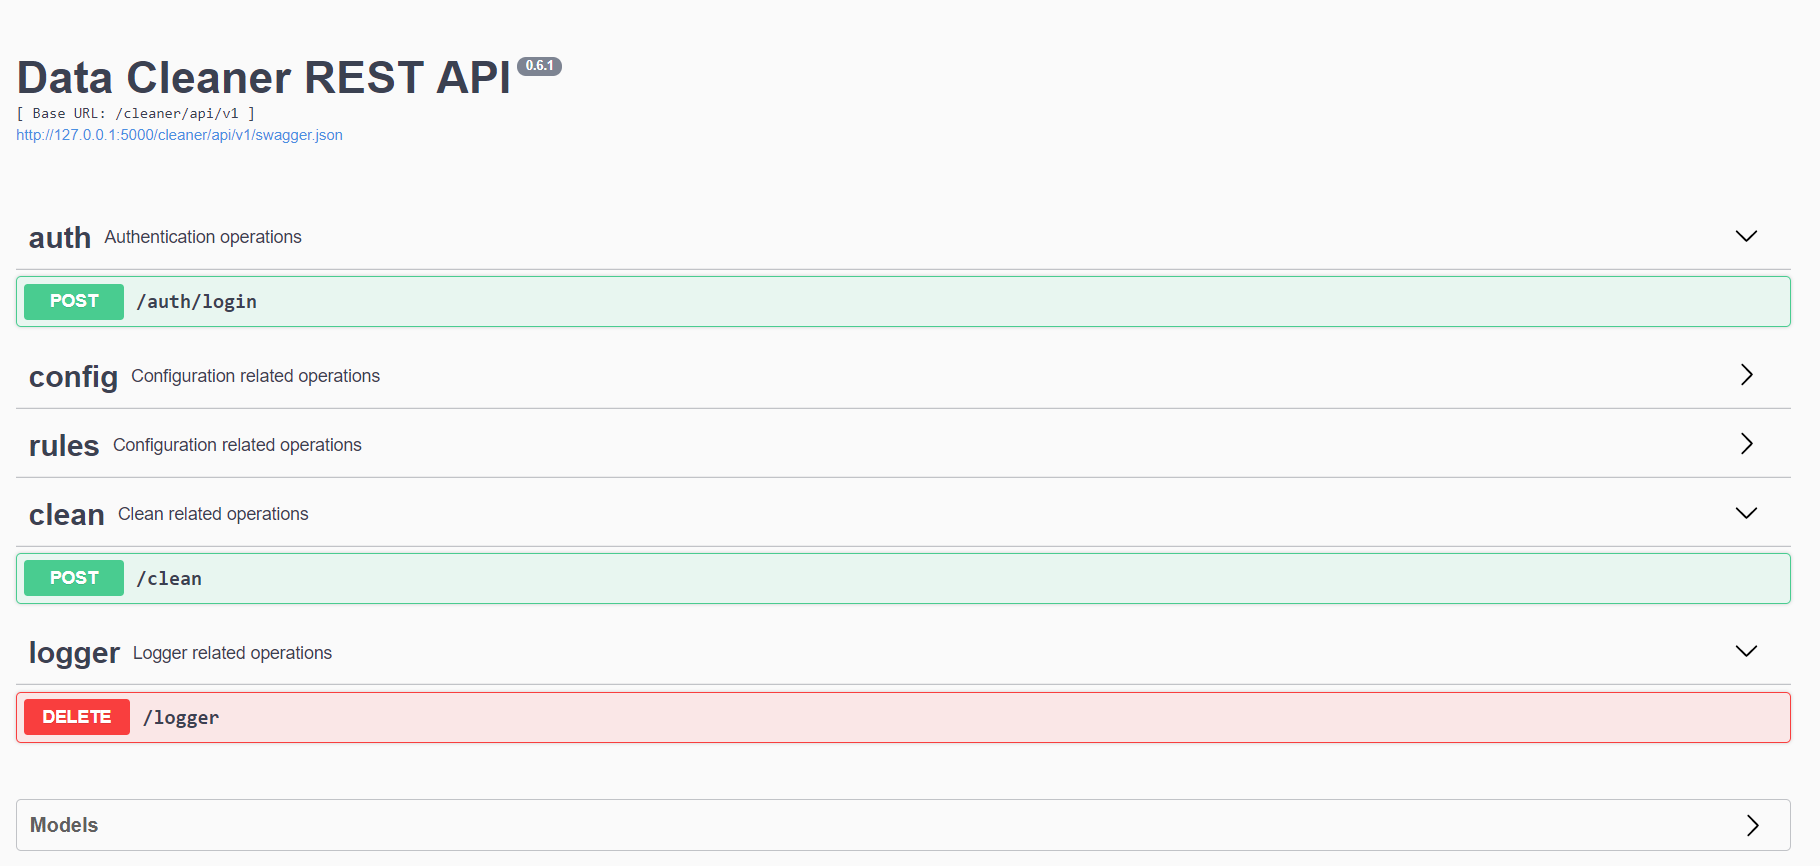 Data Cleaner REST API 0.6.1
[ Base URL: /cleaner/api/v1 ]
http://127.0.0.1:5000/cleaner/api/v1/swagger.json
auth Authentication operations
POST /auth/login
config Configuration related operations
rules Configuration related operations
clean Clean related operations
POST /clean
logger Logger related operations
DELETE /logger
Models